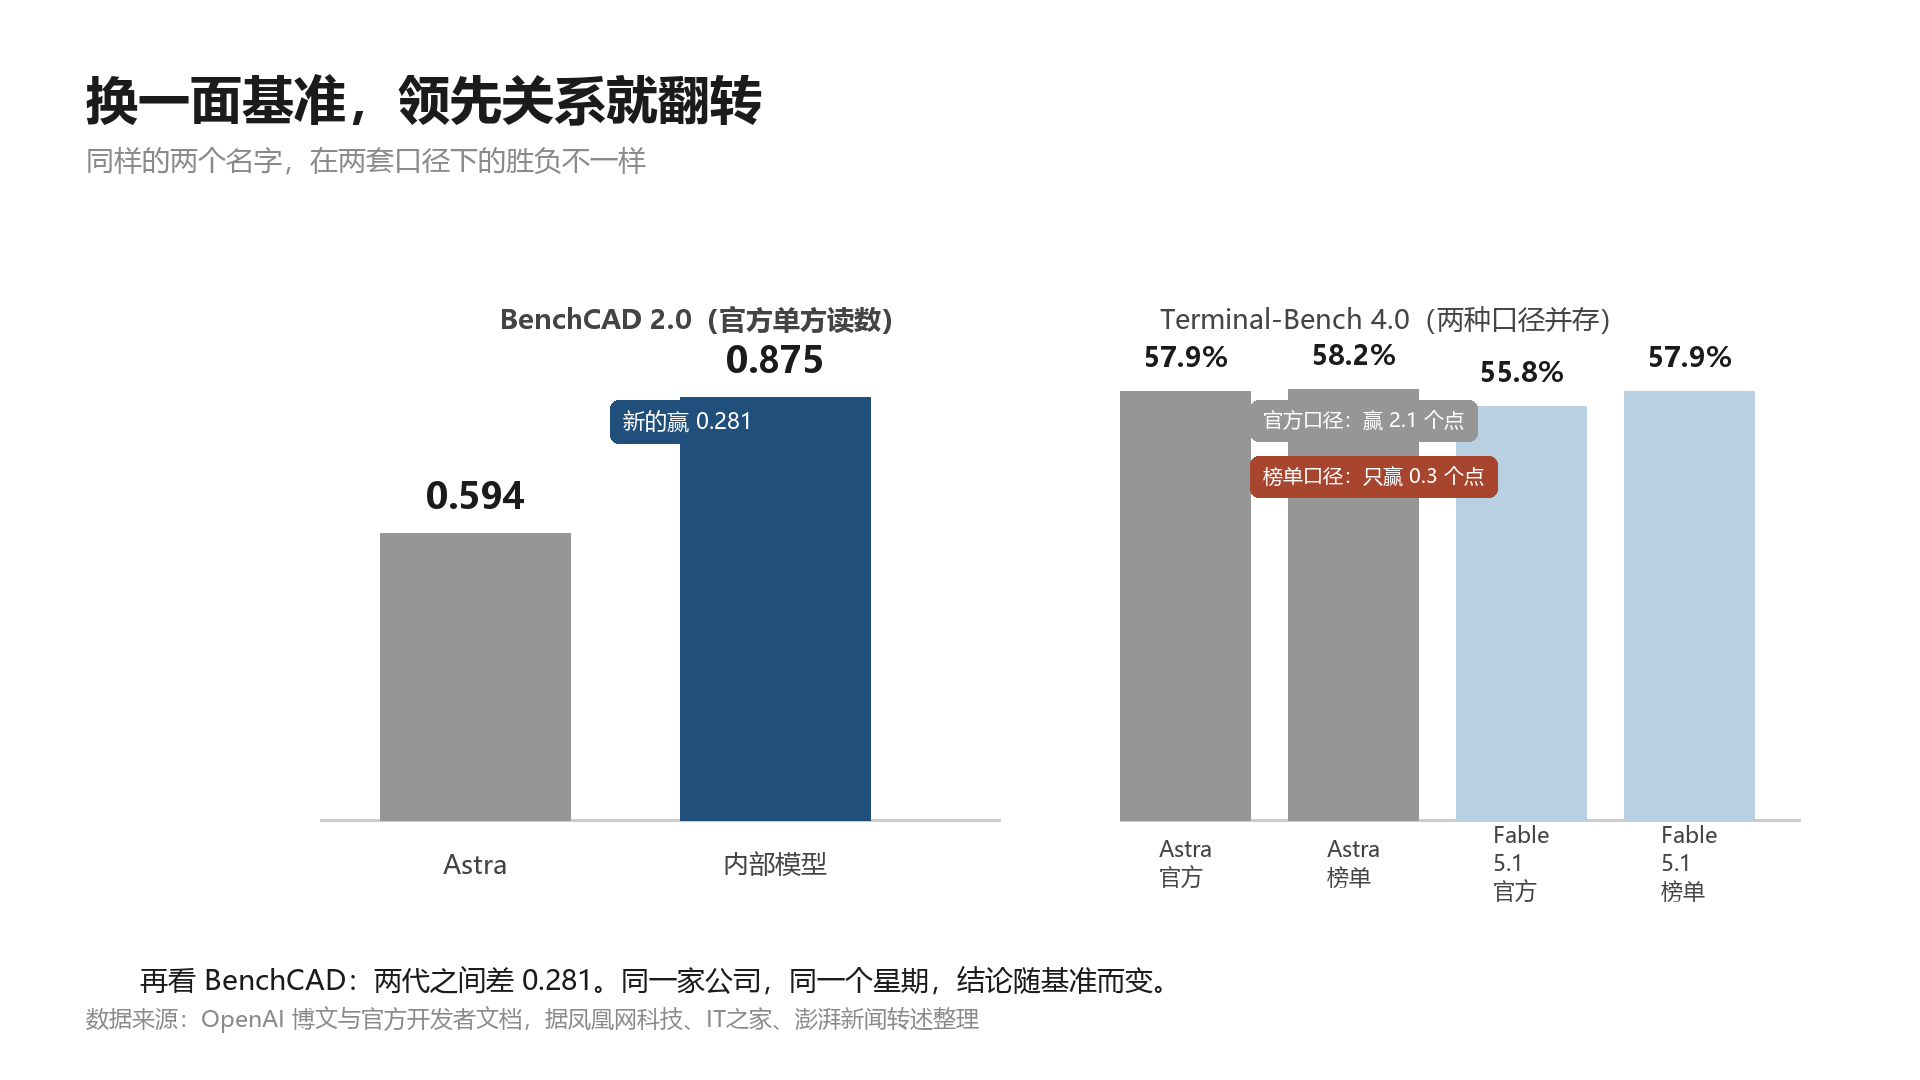 换一面基准，领先关系就翻转
同样的两个名字，在两套口径下的胜负不一样
BenchCAD 2.0（官方单方读数）
0.875
新的赢 0.281
0.594
Astra
内部模型
Terminal-Bench 4.0（两种口径并存）
57.9%
58.2%
55.8%
57.9%
官方口径：赢 2.1 个点
榜单口径：只赢 0.3 个点
Astra
官方
Astra
榜单
Fable
5.1
官方
Fable
5.1
榜单
再看 BenchCAD：两代之间差 0.281。同一家公司，同一个星期，结论随基准而变。
数据来源：OpenAI 博文与官方开发者文档，据凤凰网科技、IT之家、澎湃新闻转述整理